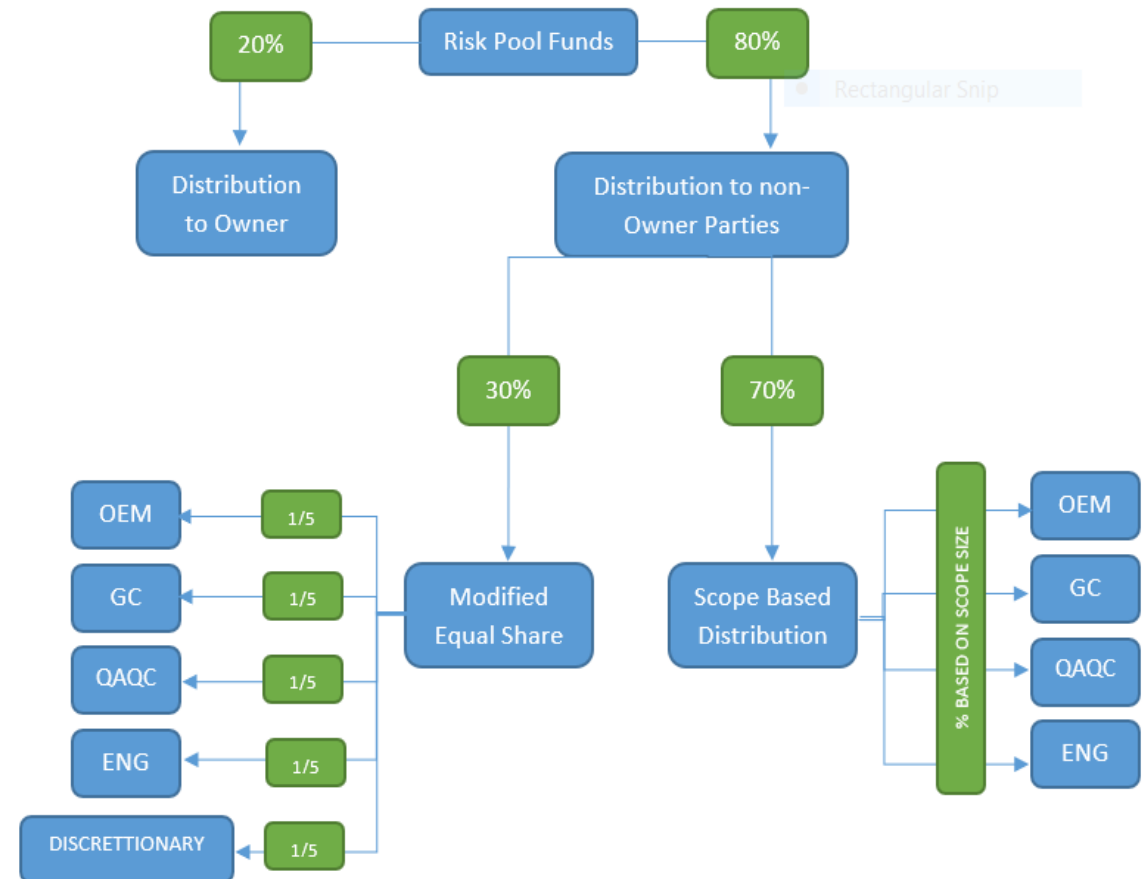 20%
Risk Pool Funds
80%
Rectangular Snip
Distribution
to Owner
Distribution to non-
Owner Parties
30%
70%
OEM
1/5
GC
1/5
QAQC
1/5
ENG
1/5
DISCRETTIONARY
1/5
Modified
Equal Share
Scope Based
Distribution
% BASED ON SCOPE SIZE
OEM
GC
QAQC
ENG